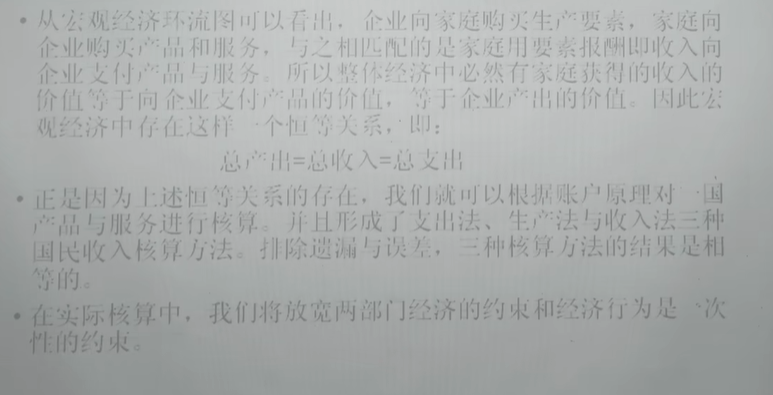 • 从宏观经济环流图可以看出，企业向家庭购买生产要素，家庭向
企业购买产品和服务，与之相匹配的是家庭用要素报酬即收入向
企业支付产品与服务。所以整体经济中必然有家庭获得的收入的
价值等于向企业支付产品的价值，等于企业产出的价值。因此宏
观经济中存在这样一个恒等关系，即：
总产出=总收入=总支出
• 正是因为上述恒等关系的存在，我们就可以根据账户原理对一国
产品与服务进行核算。并且形成了支出法、生产法与收入法三种
国民收入核算方法。排除遗漏与误差，三种核算方法的结果是相
等的。
• 在实际核算中，我们将放宽两部门经济的约束和经济行为是一次
性的约束。